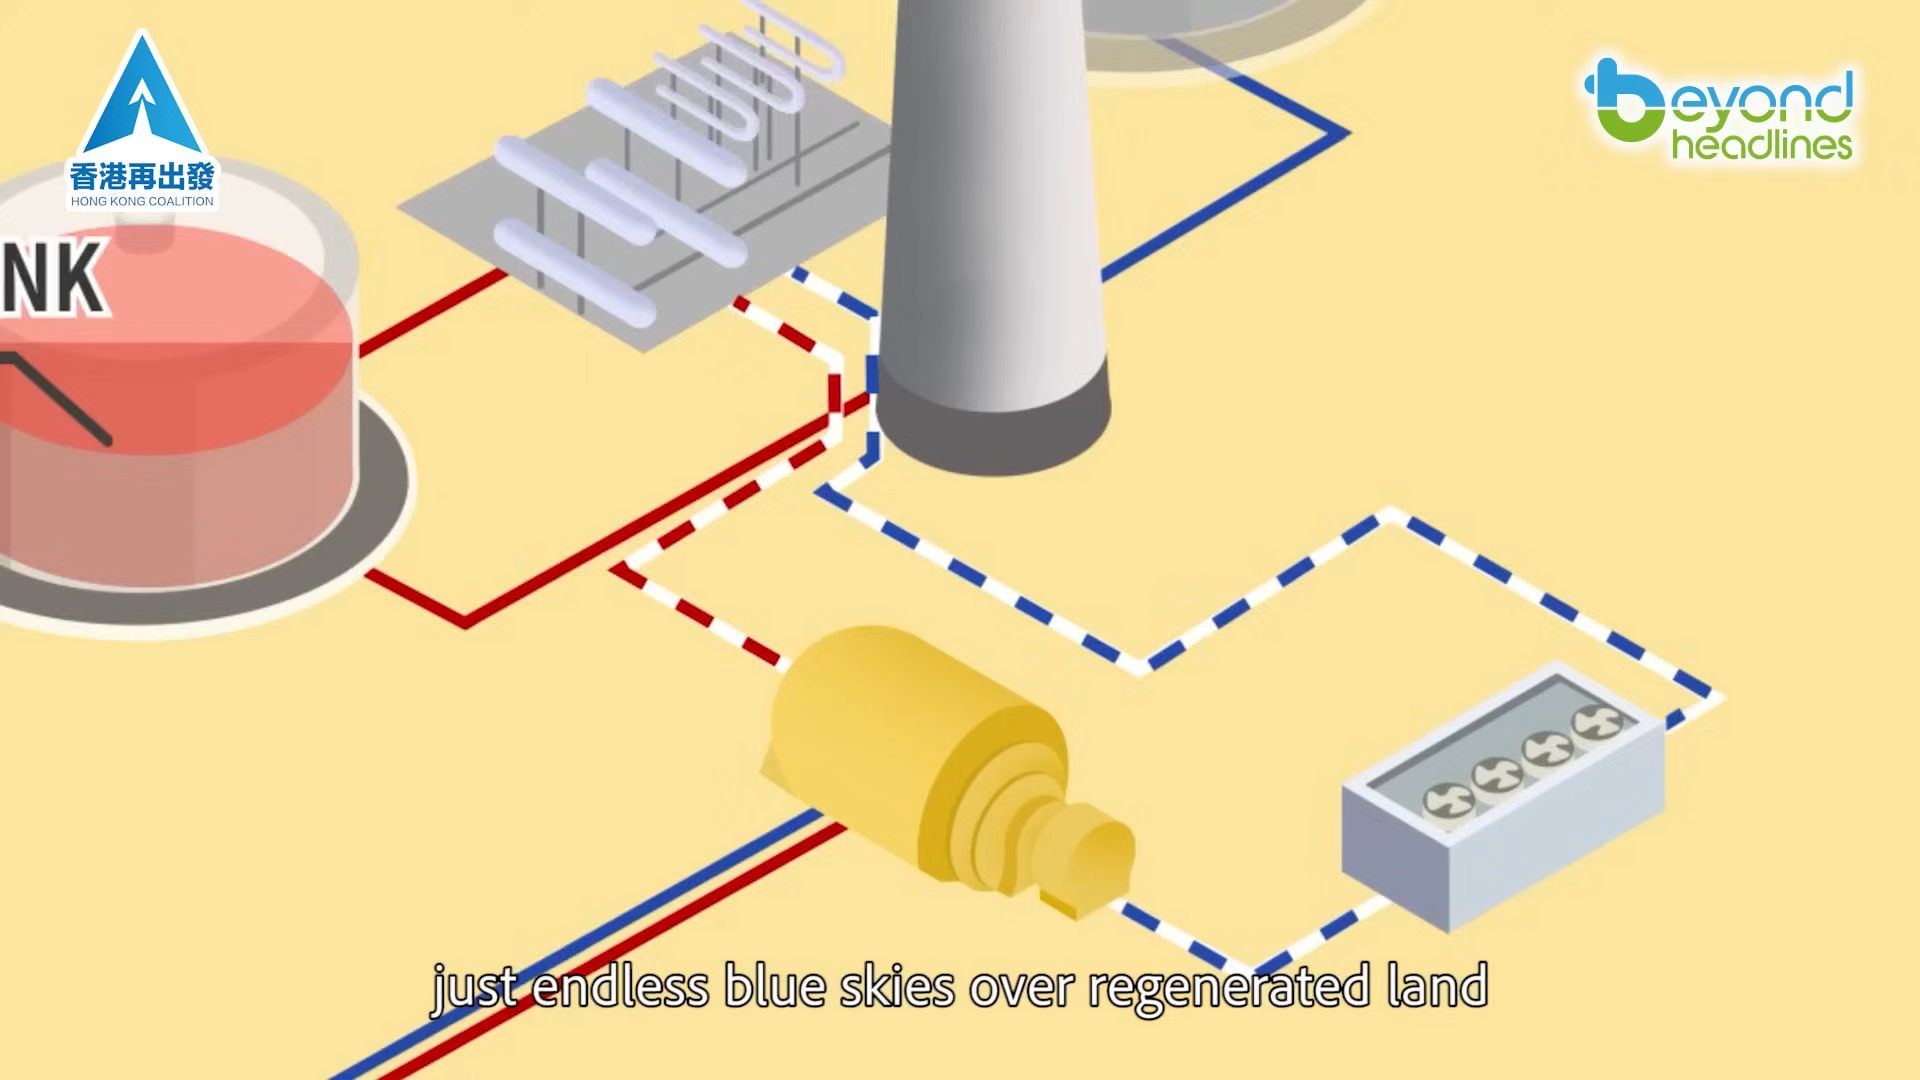 香港再出發
HONG KONG COALITION
beyond
headlines
NK
just endless blue skies over regenerated land